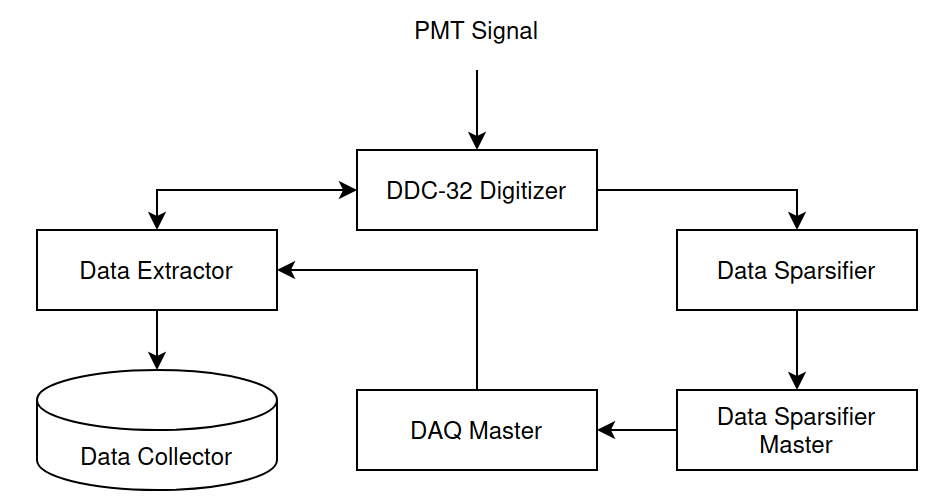 PMT Signal
DDC-32 Digitizer
Data Extractor
Data Sparsifier
Data Collector
DAQ Master
Data Sparsifier
Master